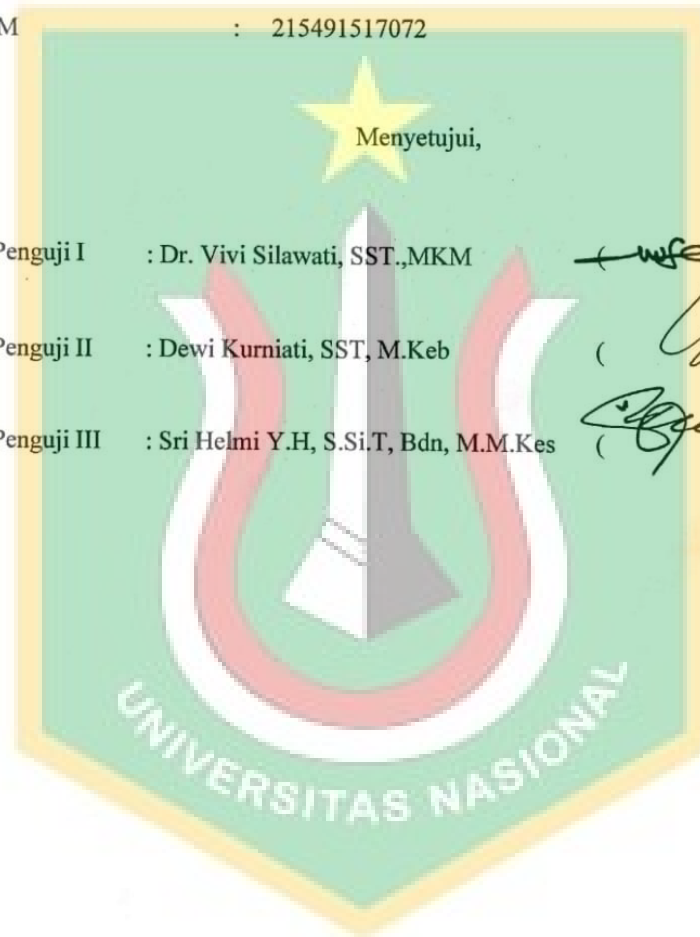 M : 215491517072
Menyetujui,
Penguji I : Dr. Vivi Silawati, SST.,MKM (
Penguji II : Dewi Kurniati, SST, M.Keb (
Penguji III : Sri Helmi Y.H, S.Si.T, Bdn, M.M.Kes (
UNIVERSITAS NASIONAL